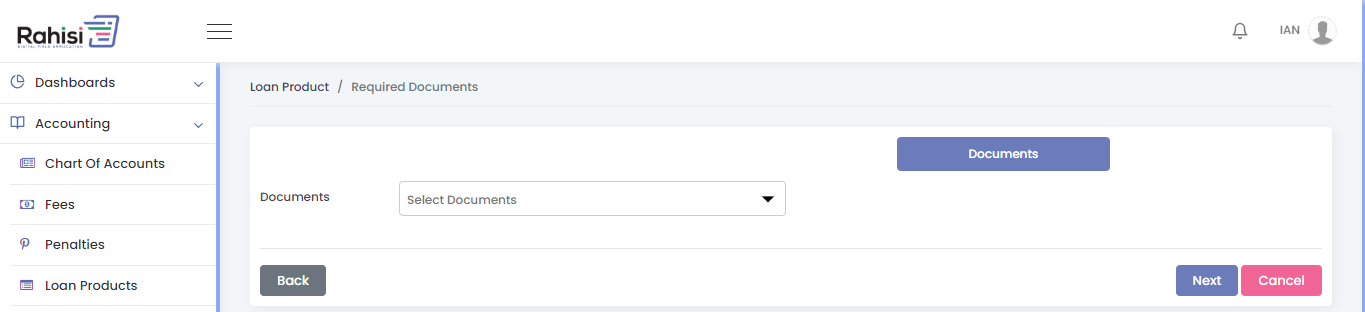 Rahisi
DIGITAL FIELD APPLICATION
IAN
Dashboards
Accounting
Chart Of Accounts
Fees
Penalties
Loan Products
Loan Product / Required Documents
Documents
Documents
Select Documents
Back
Next
Cancel